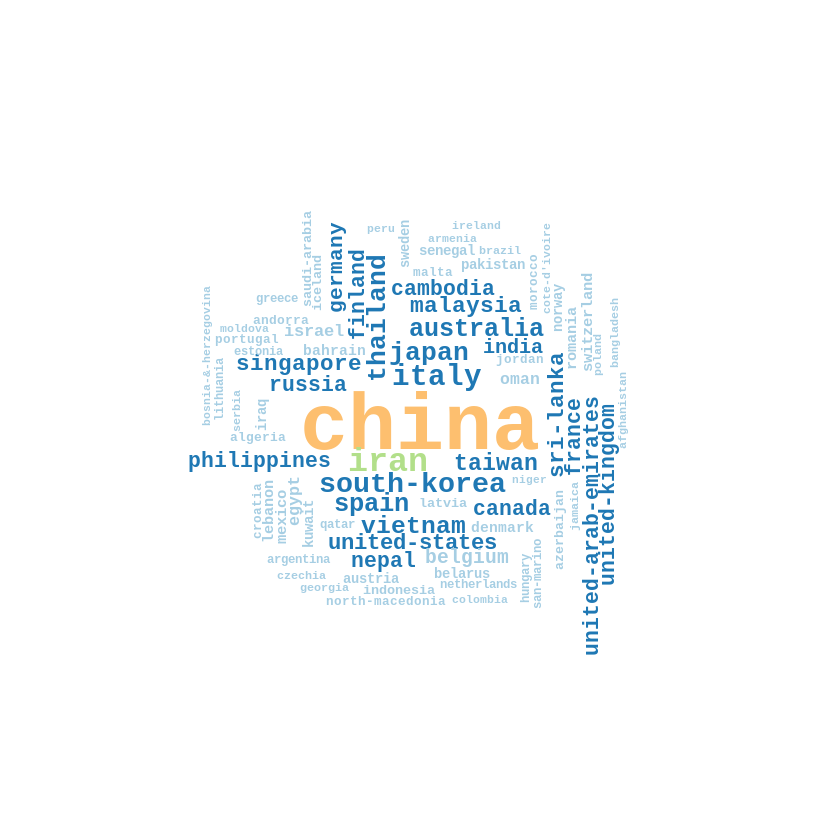 peru
ireland
armenia
senegal
brazil
sweden
malta
pakistan
saudi-arabia
iceland
germany
finland
thailand
cambodia
malaysia
australia
morocco
cote-d'ivoire
norway
greece
andorra
moldova
portugal
israel
estonia
bahrain
japan
india
jordan
romania
switzerland
poland
bangladesh
bosnia-&-herzegovina
lithuania
singapore
russia
italy
oman
serbia
iraq
algeria
china
sri-lanka
france
united-arab-emirates
united-kingdom
afghanistan
philippines
iran
taiwan
south-korea
niger
croatia
lebanon
mexico
egypt
kuwait
spain
latvia
canada
azerbaijan
jamaica
qatar
vietnam
denmark
united-states
argentina
nepal
belgium
czechia
austria
belarus
georgia
indonesia
netherlands
hungary
san-marino
north-macedonia
colombia